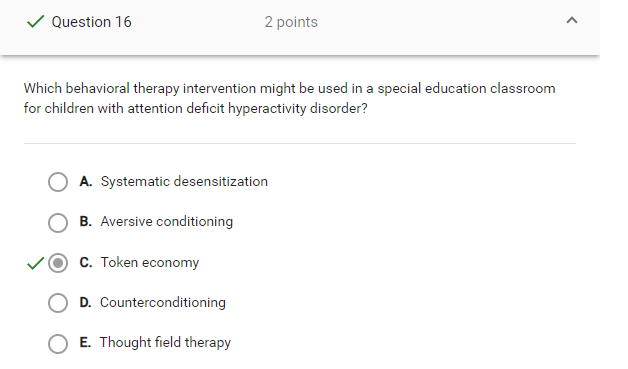 Question 16 2 points
Which behavioral therapy intervention might be used in a special education classroom
for children with attention deficit hyperactivity disorder?
A. Systematic desensitization
B. Aversive conditioning
C. Token economy
D. Counterconditioning
E. Thought field therapy